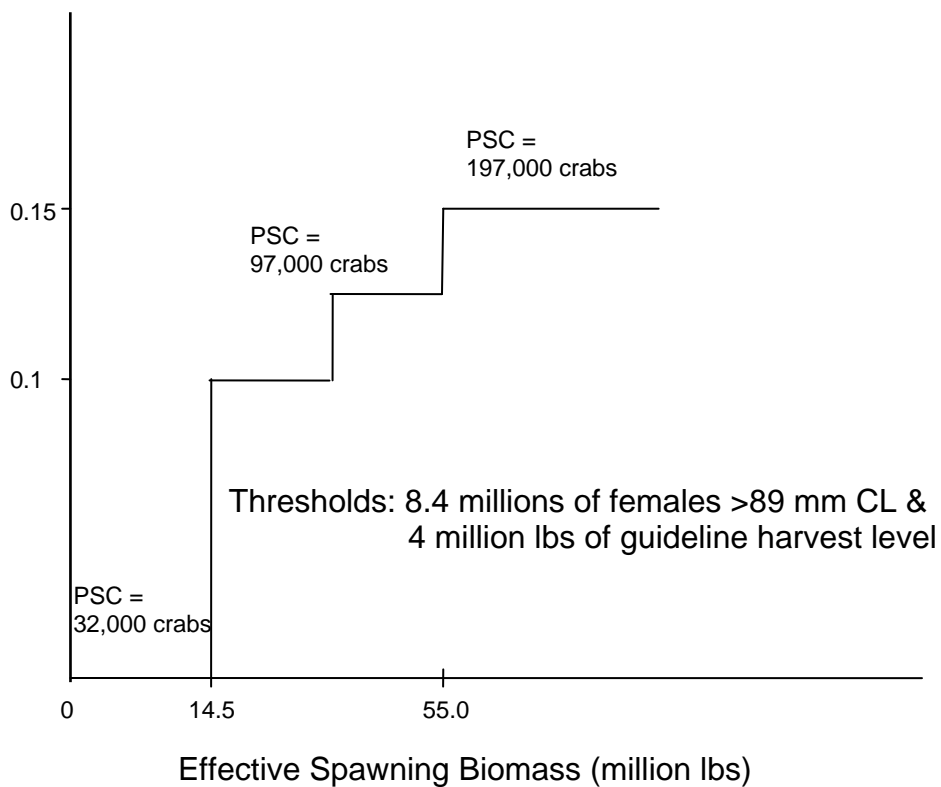 PSC =
197,000 crabs
0.15
PSC =
97,000 crabs
0.1
Thresholds: 8.4 millions of females >89 mm CL &
4 million lbs of guideline harvest level
PSC =
32,000 crabs
0
14.5
55.0
Effective Spawning Biomass (million lbs)